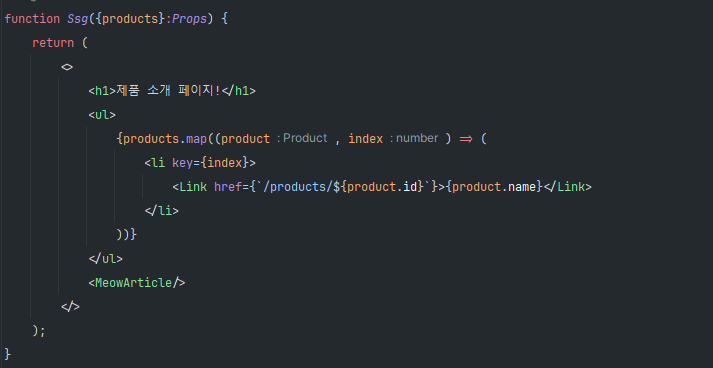 function Ssg({products}:Props) {
return (
<>
<h1>제품 소개 페이지!</h1>
<ul>
{products.map((product : Product , index : number ) => (
<li key={index}>
<Link href={`/products/${product.id}`}>{product.name}</Link>
</li>
))}
</ul>
<MeowArticle/>
</>
);
}